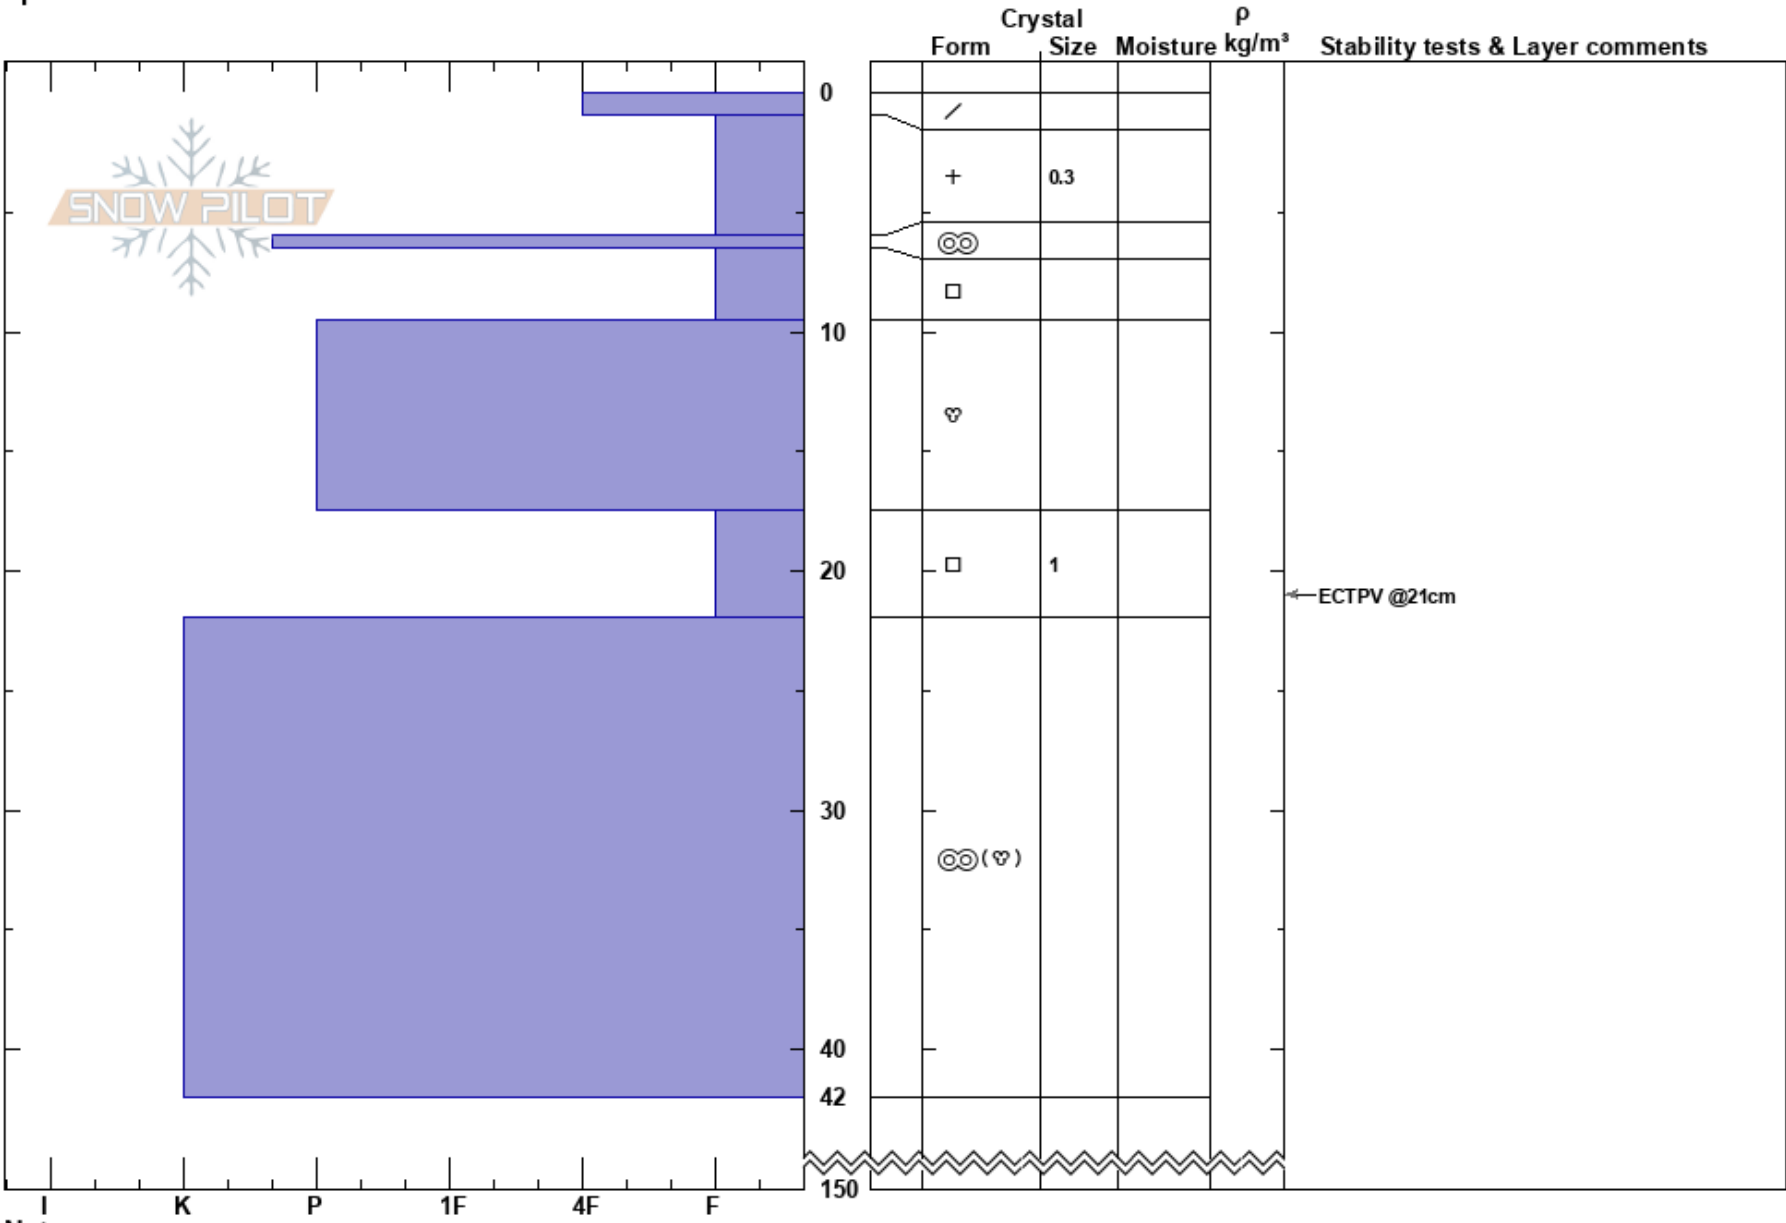 Crystal ρ
Form Size Moisture kg/m³ Stability tests & Layer comments
0
SNOW PILOT
+ 0.3
10
20 1
ECTPV @21cm
30
40
42
150
I K P 1F 4F F